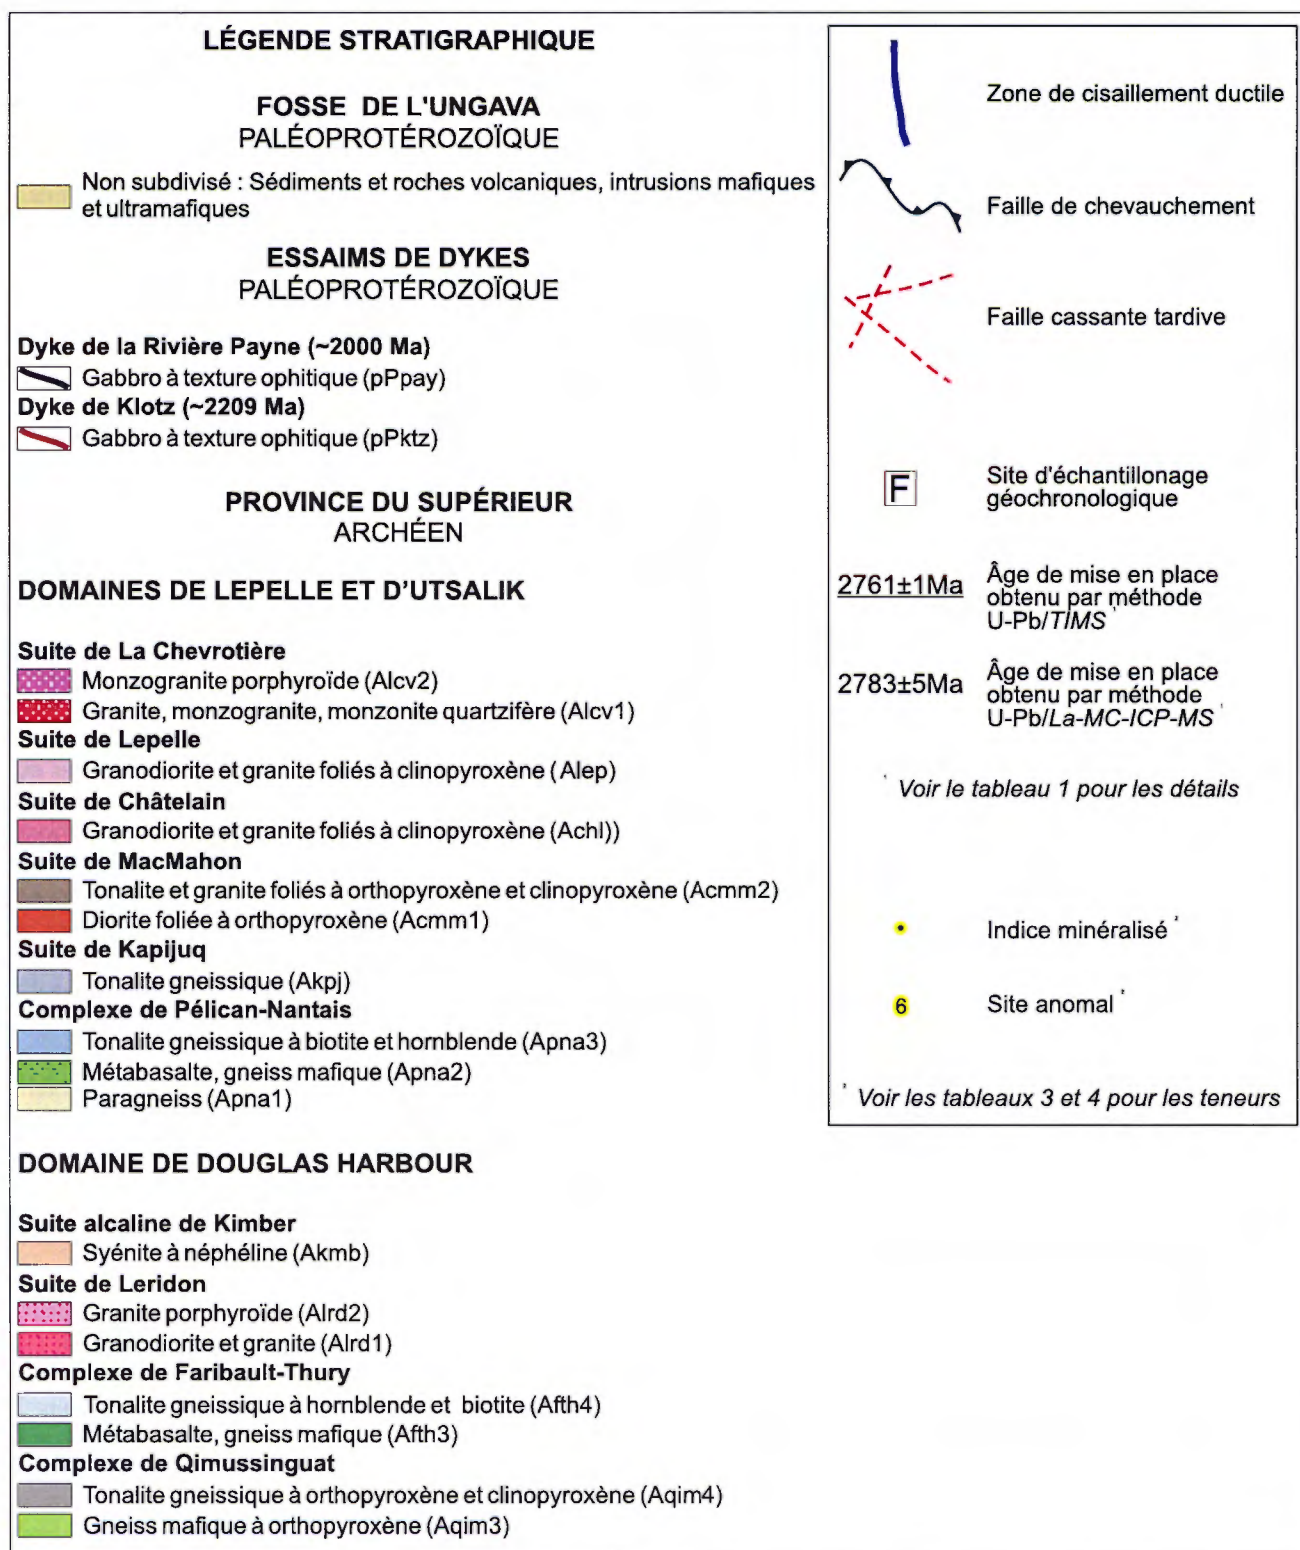 LÉGENDE STRATIGRAPHIQUE
FOSSE DE L'UNGAVA
PALÉOPROTÉROZOÏQUE
Non subdivisé : Sédiments et roches volcaniques, intrusions mafiques
et ultramafiques
ESSAIMS DE DYKES
PALÉOPROTÉROZOÏQUE
Dyke de la Rivière Payne (~2000 Ma)
Gabbro à texture ophitique (pPpay)
Dyke de Klotz (~2209 Ma)
Gabbro à texture ophitique (pPktz)
PROVINCE DU SUPÉRIEUR
ARCHÉEN
DOMAINES DE LEPELLE ET D'UTSALIK
Suite de La Chevrotière
Monzogranite porphyroïde (Alcv2)
Granite, monzogranite, monzonite quartzifère (Alcv1)
Suite de Lepelle
Granodiorite et granite foliés à clinopyroxène (Alep)
Suite de Châtelain
Granodiorite et granite foliés à clinopyroxène (Achl))
Suite de MacMahon
Tonalite et granite foliés à orthopyroxène et clinopyroxène (Acmm2)
Diorite foliée à orthopyroxène (Acmm1)
Suite de Kapijuq
Tonalite gneissique (Akpj)
Complexe de Pélican-Nantais
Tonalite gneissique à biotite et hornblende (Apna3)
Métabasalte, gneiss mafique (Apna2)
Paragneiss (Apna1)
DOMAINE DE DOUGLAS HARBOUR
Suite alcaline de Kimber
Syénite à néphéline (Akmb)
Suite de Leridon
Granite porphyroïde (Alrd2)
Granodiorite et granite (Alrd1)
Complexe de Faribault-Thury
Tonalite gneissique à hornblende et biotite (Afth4)
Métabasalte, gneiss mafique (Afth3)
Complexe de Qimussinguat
Tonalite gneissique à orthopyroxène et clinopyroxène (Aqim4)
Gneiss mafique à orthopyroxène (Aqim3)
Zone de cisaillement ductile
Faille de chevauchement
Faille cassante tardive
F
Site d'échantillonage
géochronologique
2761±1Ma
Âge de mise en place
obtenu par méthode
U-Pb/TIMS
2783±5Ma
Âge de mise en place
obtenu par méthode
U-Pb/La-MC-ICP-MS
Voir le tableau 1 pour les détails
Indice minéralisé
6
Site anomal
Voir les tableaux 3 et 4 pour les teneurs